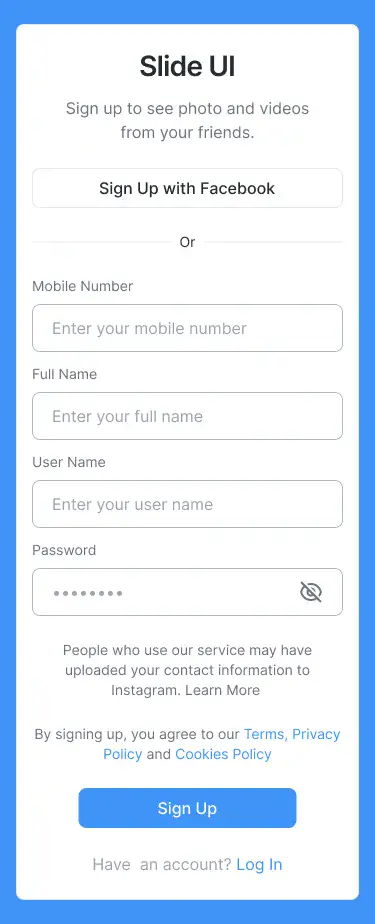 Slide UI
Sign up to see photo and videos
from your friends.
Sign Up with Facebook
Or
Mobile Number
Enter your mobile number
Full Name
Enter your full name
User Name
Enter your user name
Password
People who use our service may have
uploaded your contact information to
Instagram. Learn More
By signing up, you agree to our Terms, Privacy
Policy and Cookies Policy
Sign Up
Have  an account? Log In